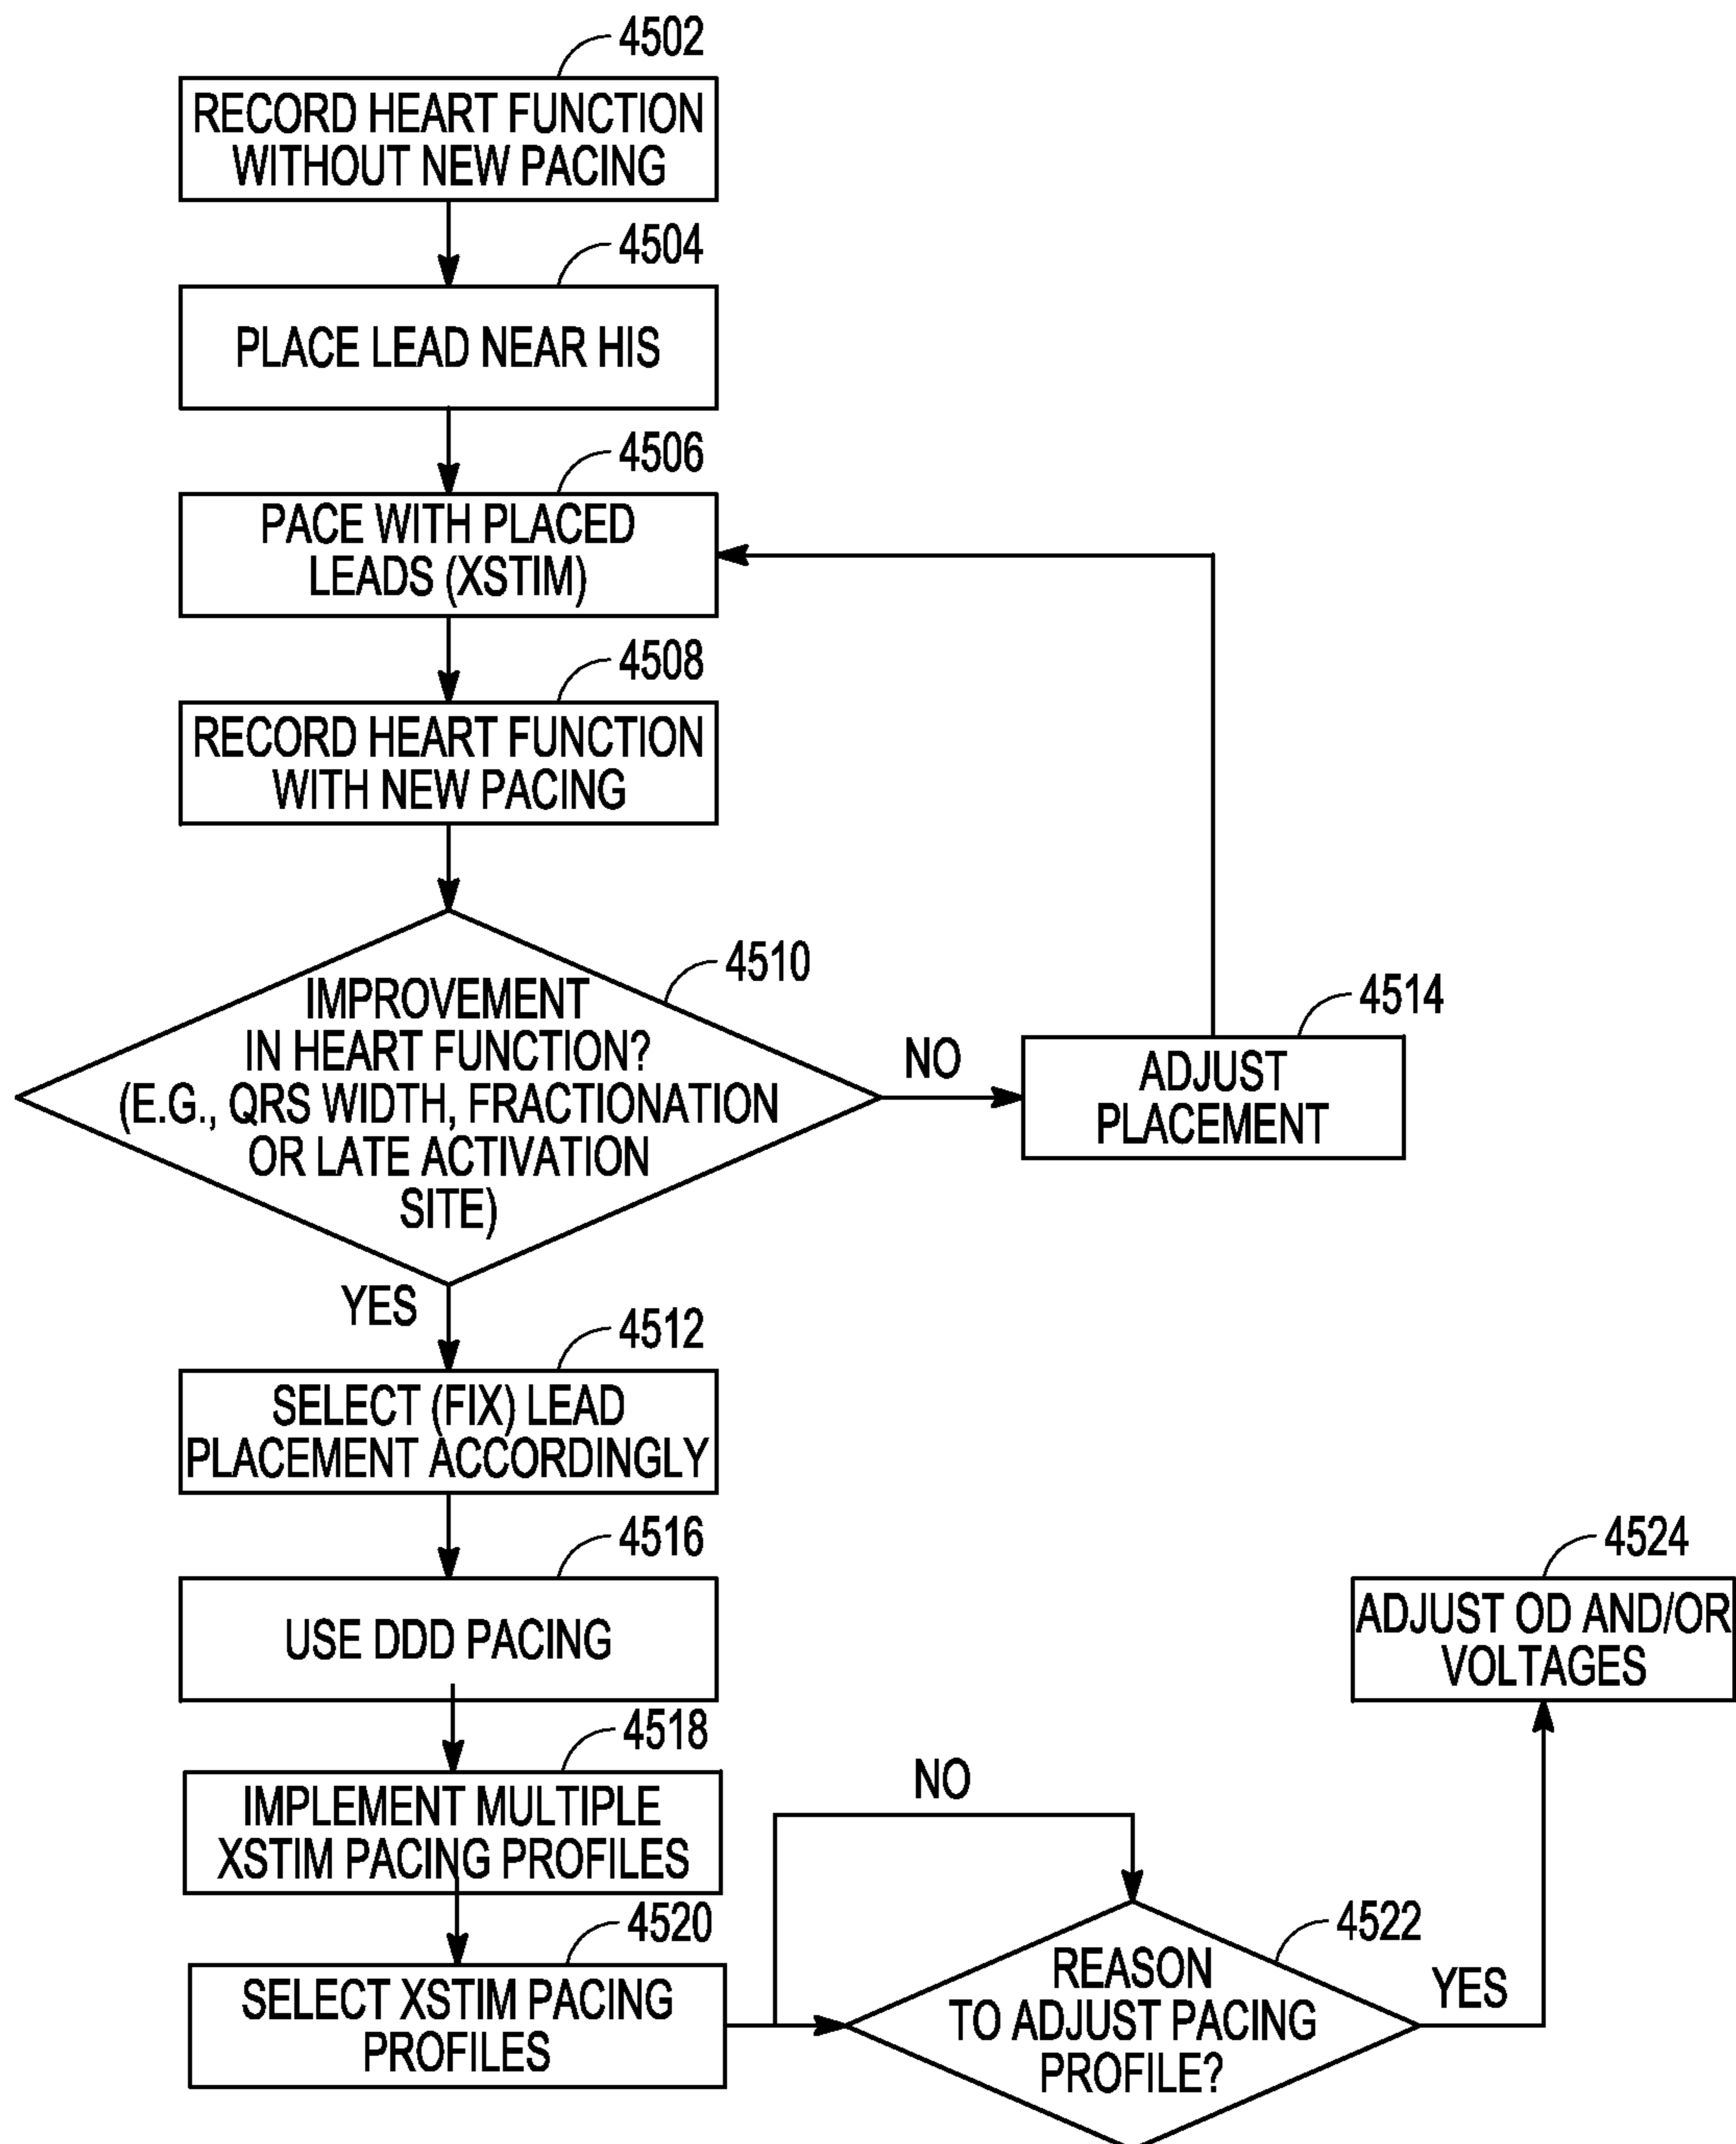 4502
RECORD HEART FUNCTION
WITHOUT NEW PACING
4504
PLACE LEAD NEAR HIS
4506
PACE WITH PLACED
LEADS (XSTIM)
4508
RECORD HEART FUNCTION
WITH NEW PACING
4510
IMPROVEMENT
IN HEART FUNCTION?
(E.G., QRS WIDTH, FRACTIONATION
OR LATE ACTIVATION
SITE)
NO
4514
ADJUST
PLACEMENT
YES
4512
SELECT (FIX) LEAD
PLACEMENT ACCORDINGLY
4516
USE DDD PACING
4518
IMPLEMENT MULTIPLE
XSTIM PACING PROFILES
4520
SELECT XSTIM PACING
PROFILES
NO
4522
REASON
TO ADJUST PACING
PROFILE?
YES
4524
ADJUST OD AND/OR
VOLTAGES